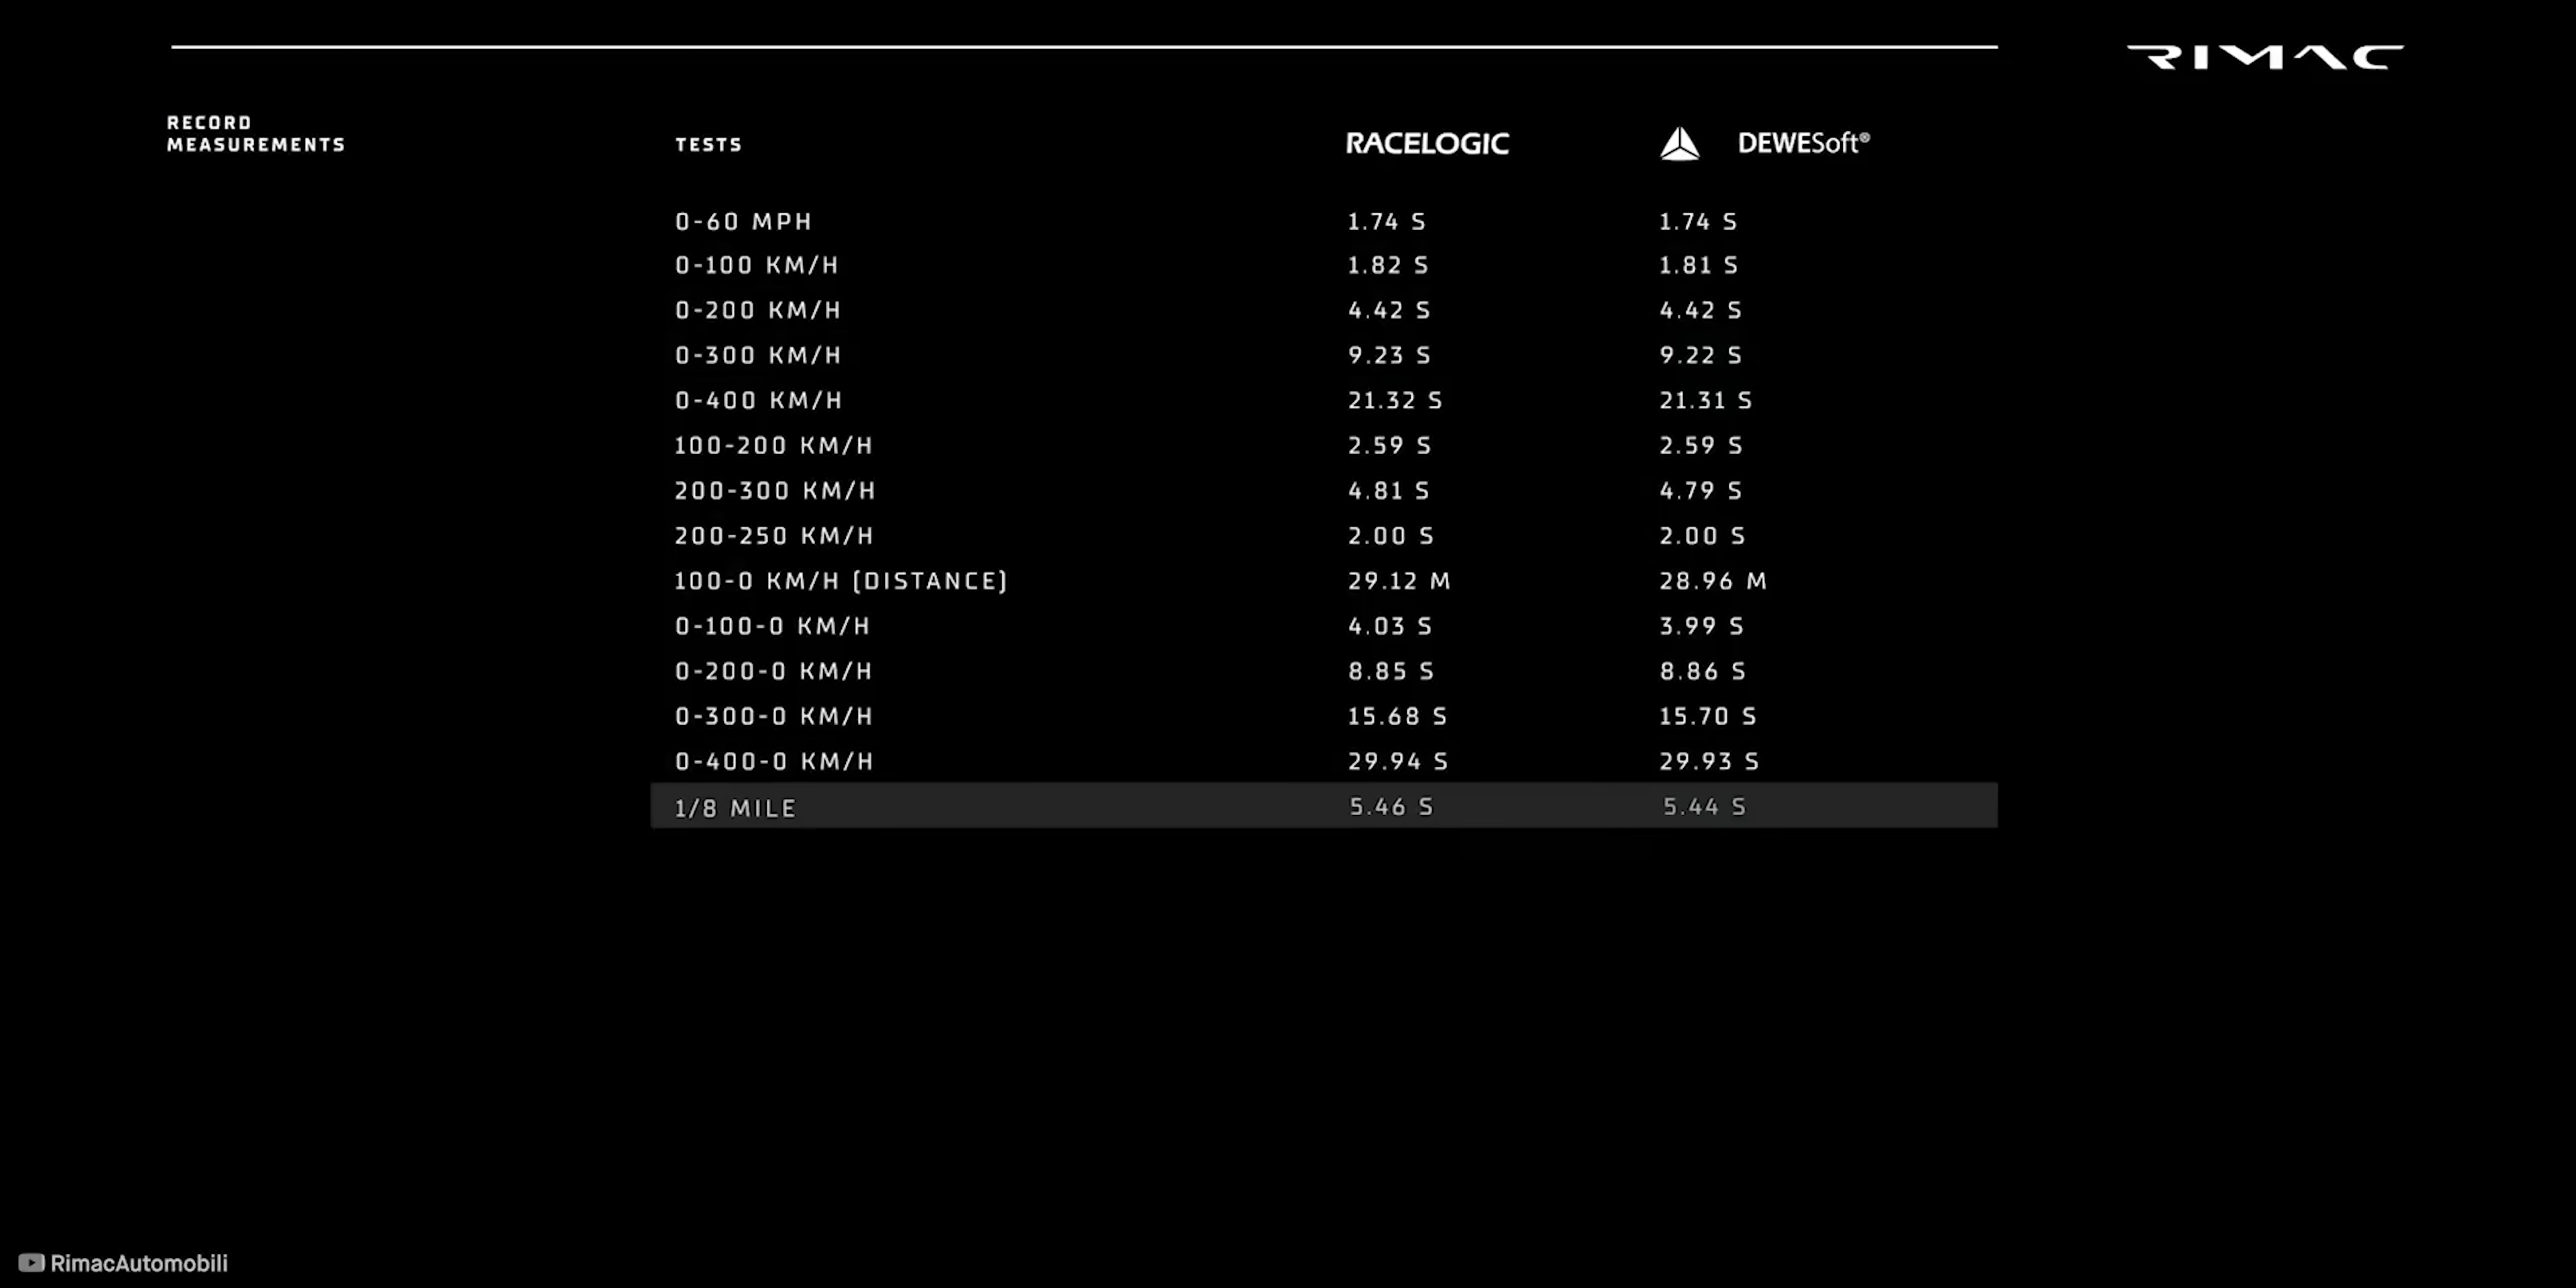 RIMAC
RECORD
MEASUREMENTS
TESTS RACELOGIC DEWESoft®
0-60 MPH 1.74 S 1.74 S
0-100 KM/H 1.82 S 1.81 S
0-200 KM/H 4.42 S 4.42 S
0-300 KM/H 9.23 S 9.22 S
0-400 KM/H 21.32 S 21.31 S
100-200 KM/H 2.59 S 2.59 S
200-300 KM/H 4.81 S 4.79 S
200-250 KM/H 2.00 S 2.00 S
100-0 KM/H (DISTANCE) 29.12 M 28.96 M
0-100-0 KM/H 4.03 S 3.99 S
0-200-0 KM/H 8.85 S 8.86 S
0-300-0 KM/H 15.68 S 15.70 S
0-400-0 KM/H 29.94 S 29.93 S
1/8 MILE 5.46 S 5.44 S
RimacAutomobili